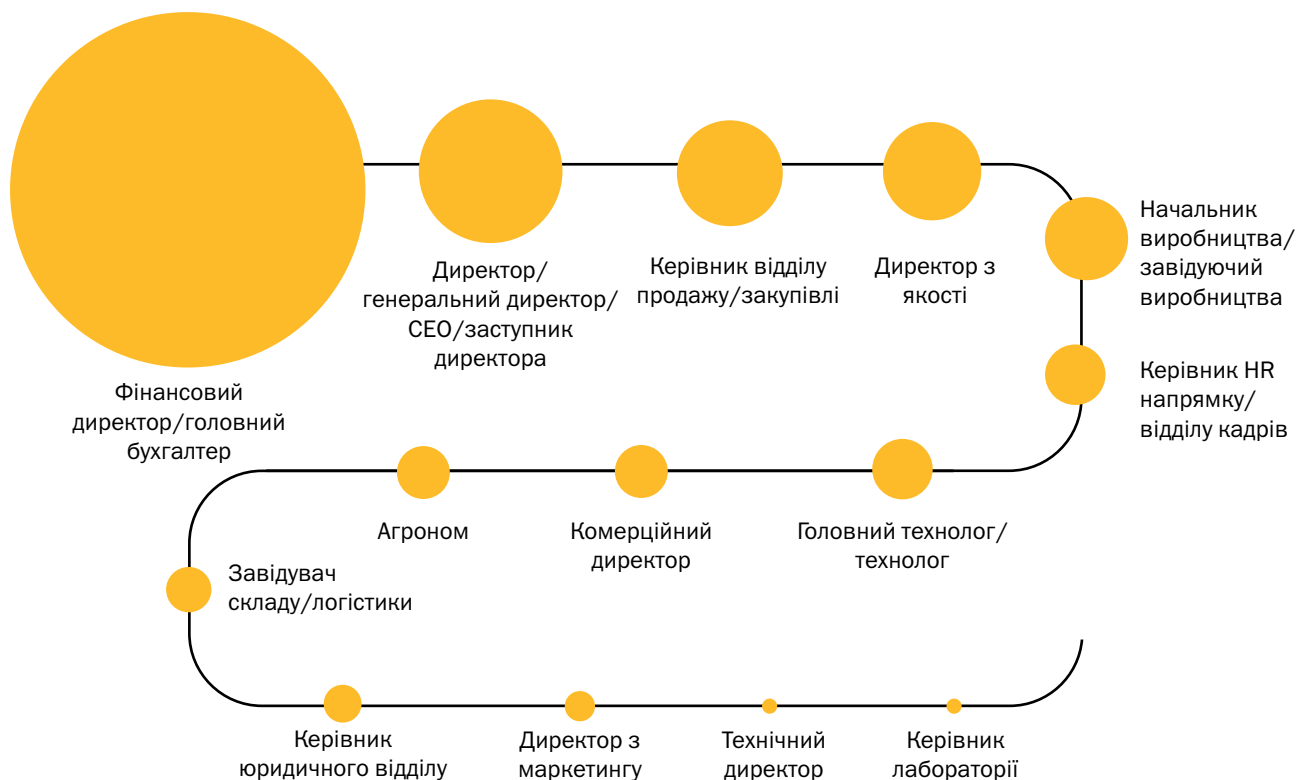 Фінансовий
директор/головний
бухгалтер
Директор/
генеральний директор/
CEO/заступник
директора
Керівник відділу
продажу/закупівлі
Директор з
якості
Начальник
виробництва/
завідуючий
виробництва
Керівник HR
напрямку/
відділу кадрів
Головний технолог/
технолог
Комерційний
директор
Агроном
Завідувач
складу/логістики
Керівник
юридичного відділу
Директор з
маркетингу
Технічний
директор
Керівник
лабораторії